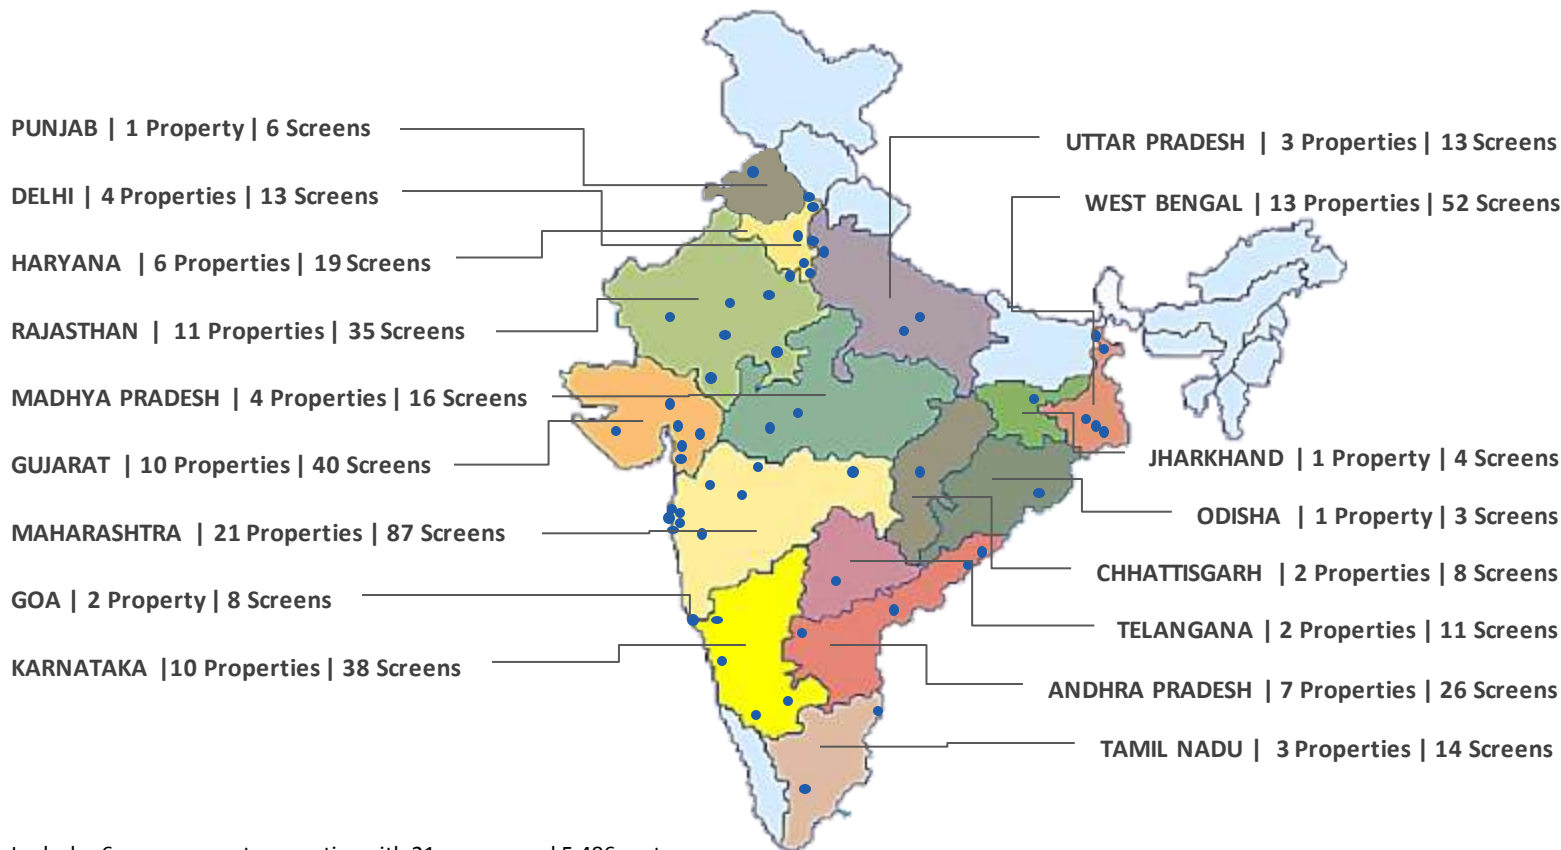 PUNJAB | 1 Property | 6 Screens
DELHI | 4 Properties | 13 Screens
HARYANA | 6 Properties | 19 Screens
RAJASTHAN | 11 Properties | 35 Screens
MADHYA PRADESH | 4 Properties | 16 Screens
GUJARAT | 10 Properties | 40 Screens
MAHARASHTRA | 21 Properties | 87 Screens
GOA | 2 Property | 8 Screens
KARNATAKA |10 Properties | 38 Screens
UTTAR PRADESH | 3 Properties | 13 Screens
WEST BENGAL | 13 Properties | 52 Screens
JHARKHAND | 1 Property | 4 Screens
ODISHA | 1 Property | 3 Screens
CHHATTISGARH | 2 Properties | 8 Screens
TELANGANA | 2 Properties | 11 Screens
ANDHRA PRADESH | 7 Properties | 26 Screens
TAMIL NADU | 3 Properties | 14 Screens